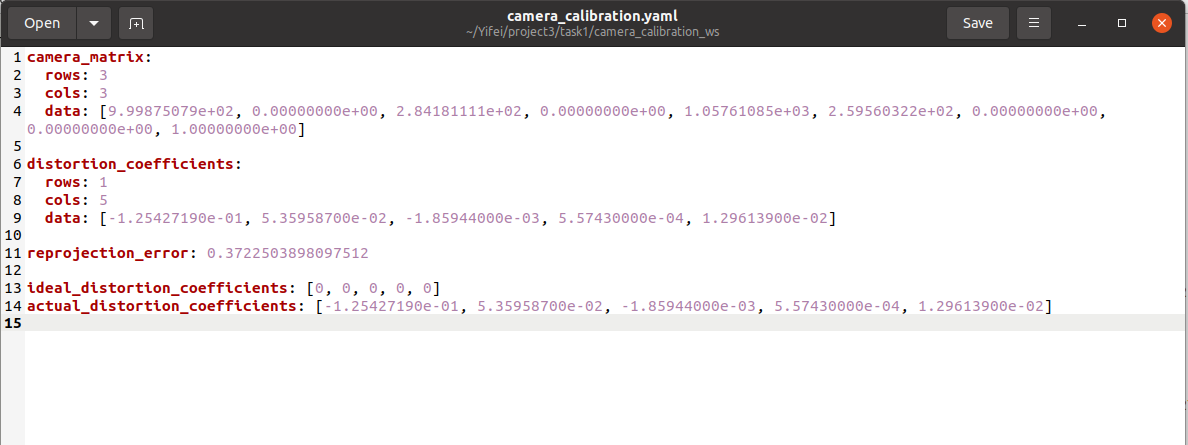 Open
camera_calibration.yaml
~/Yifei/project3/task1/camera_calibration_ws
Save
1 camera_matrix:
2   rows: 3
3   cols: 3
4   data: [9.99875079e+02, 0.00000000e+00, 2.84181111e+02, 0.00000000e+00, 1.05761085e+03, 2.59560322e+02, 0.00000000e+00,
0.00000000e+00, 1.00000000e+00]
5
6 distortion_coefficients:
7   rows: 1
8   cols: 5
9   data: [-1.25427190e-01, 5.35958700e-02, -1.85944000e-03, 5.57430000e-04, 1.29613900e-02]
10
11 reprojection_error: 0.3722503898097512
12
13 ideal_distortion_coefficients: [0, 0, 0, 0, 0]
14 actual_distortion_coefficients: [-1.25427190e-01, 5.35958700e-02, -1.85944000e-03, 5.57430000e-04, 1.29613900e-02]
15